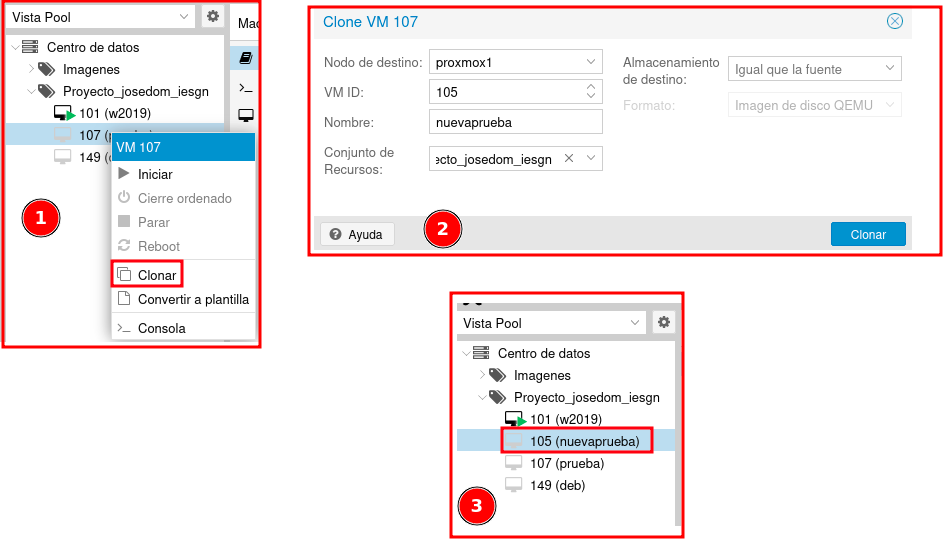 Vista Pool
Centro de datos
Imagenes
Proyecto_josedom_iesgn
101 (w2019)
107
149
VM 107
Iniciar
Cierre ordenado
Parar
Reboot
Clonar
Convertir a plantilla
Consola
1
Clone VM 107
Nodo de destino: proxmox1
VM ID: 105
Nombre: nuevaprueba
Conjunto de
Recursos: ecto_josedom_iesgn
Almacenamiento
de destino: Igual que la fuente
Formato: Imagen de disco QEMU
Ayuda
2
Clonar
Vista Pool
Centro de datos
Imagenes
Proyecto_josedom_iesgn
101 (w2019)
105 (nuevaprueba)
107 (prueba)
149 (deb)
3